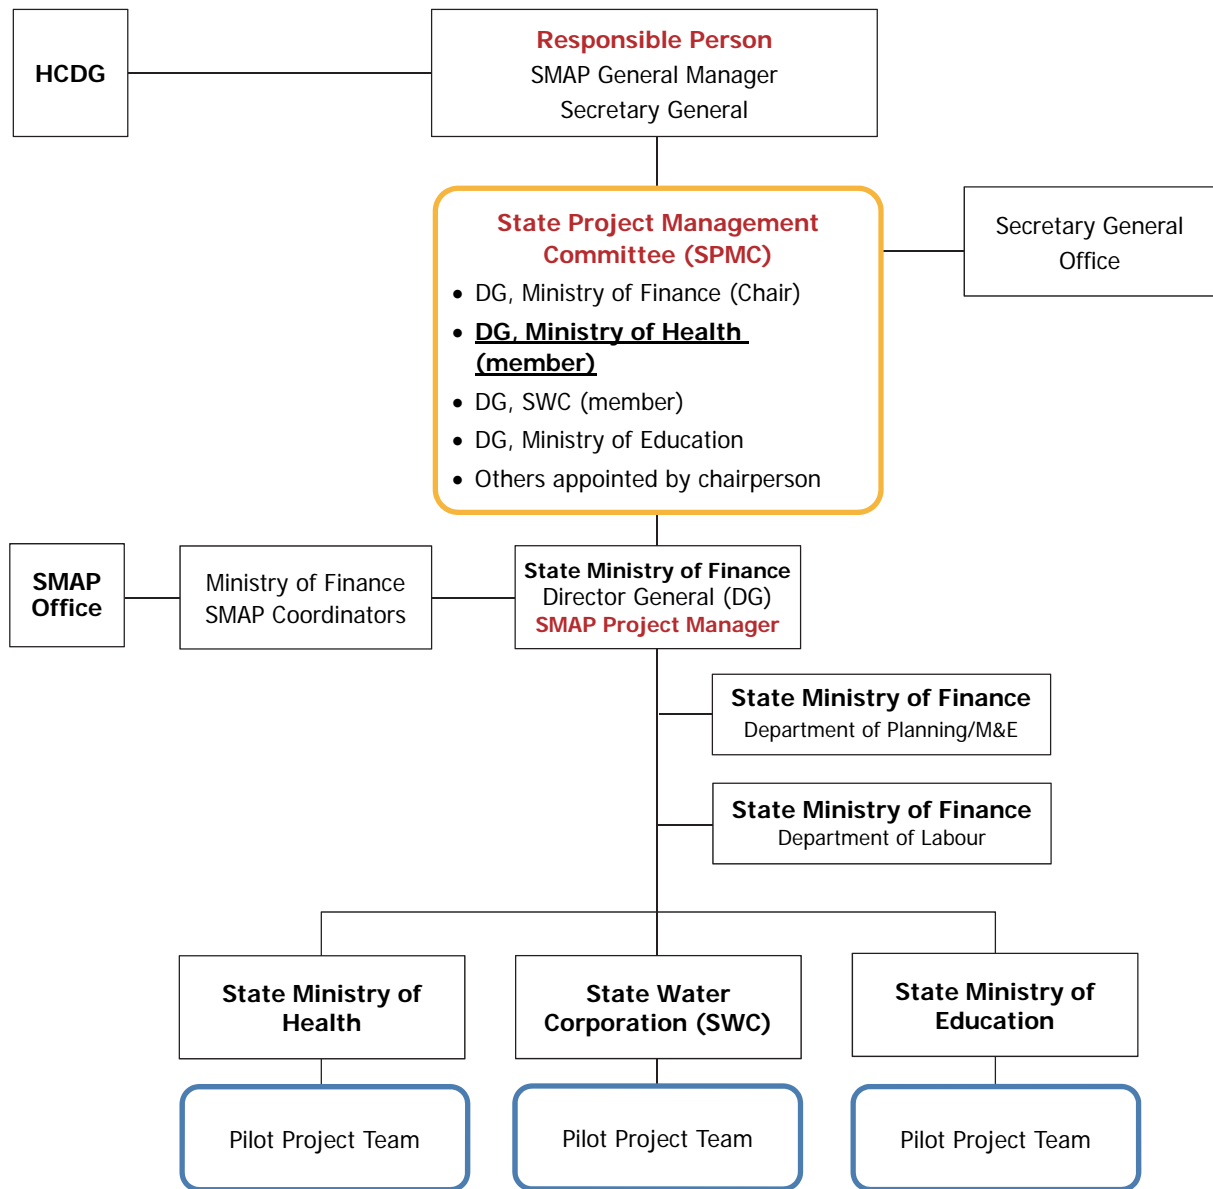 HCDG
Responsible Person
SMAP General Manager
Secretary General
State Project Management
Committee (SPMC)
• DG, Ministry of Finance (Chair)
• DG, Ministry of Health
(member)
• DG, SWC (member)
• DG, Ministry of Education
• Others appointed by chairperson
Secretary General
Office
SMAP
Office
Ministry of Finance
SMAP Coordinators
State Ministry of Finance
Director General (DG)
SMAP Project Manager
State Ministry of Finance
Department of Planning/M&E
State Ministry of Finance
Department of Labour
State Ministry of
Health
State Water
Corporation (SWC)
State Ministry of
Education
Pilot Project Team
Pilot Project Team
Pilot Project Team